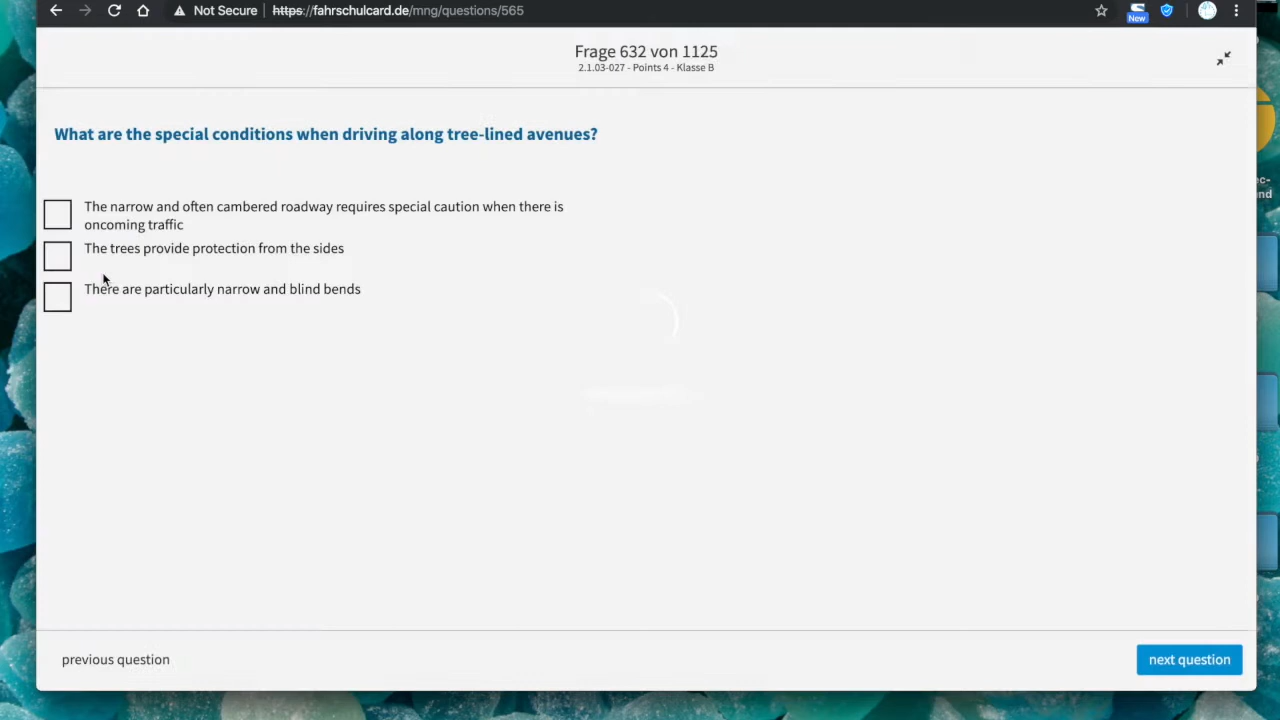 Not Secure
https://fahrschulcard.de/mng/questions/565
New
Frage 632 von 1125
2.1.03-027 - Points 4 - Klasse B
What are the special conditions when driving along tree-lined avenues?
The narrow and often cambered roadway requires special caution when there is
oncoming traffic
The trees provide protection from the sides
There are particularly narrow and blind bends
previous question
next question